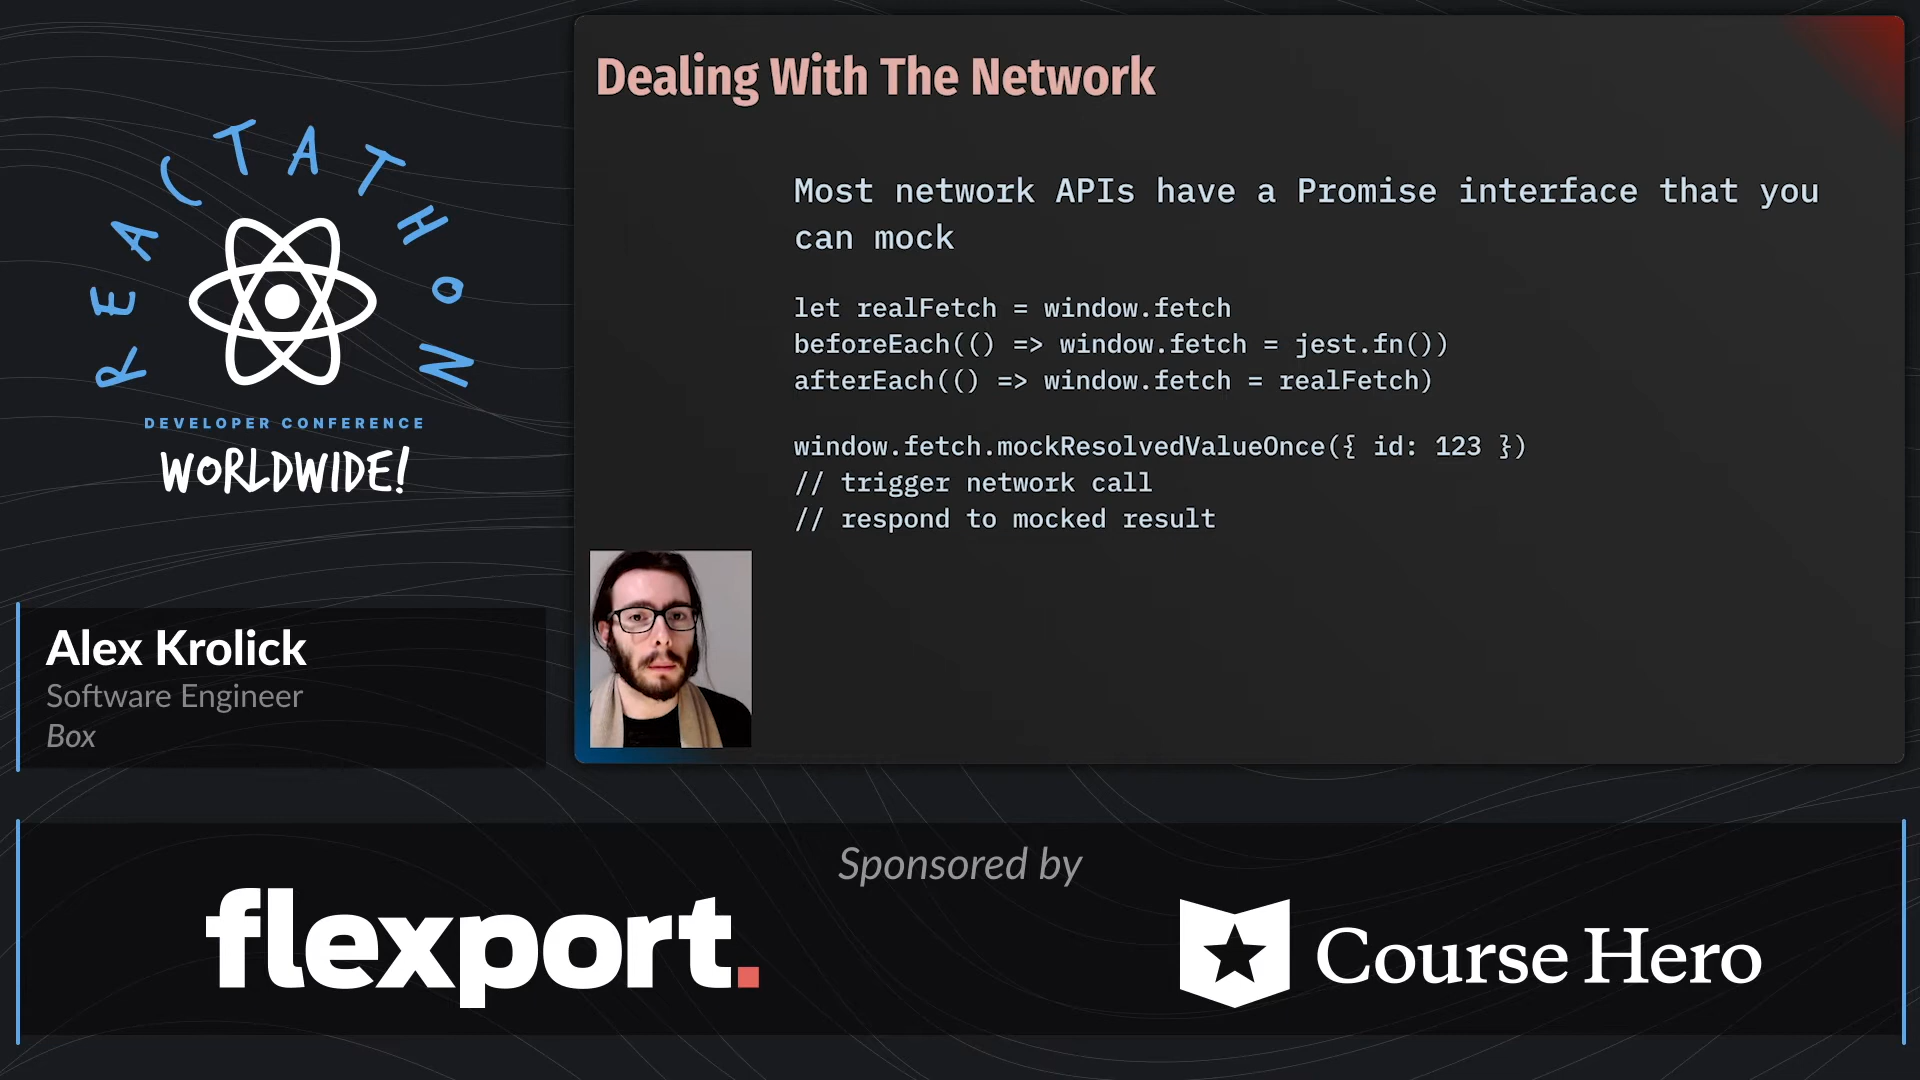 REACTATHON
DEVELOPER CONFERENCE
WORLDWIDE!
Alex Krolick
Software Engineer
Box
Dealing With The Network
Most network APIs have a Promise interface that you
can mock
let realFetch = window.fetch
beforeEach(() => window.fetch = jest.fn())
afterEach(() => window.fetch = realFetch)
window.fetch.mockResolvedValueOnce({ id: 123 })
// trigger network call
// respond to mocked result
Sponsored by
flexport.
Course Hero